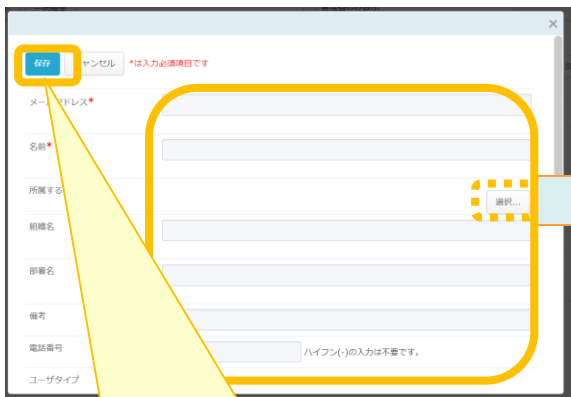 ×
保存
ャンセル *は入力必須項目です
メールアドレス*
名前*
所属する
選択...
組織名
部署名
備考
電話番号
ハイフン(-)の入力は不要です。
ユーザタイプ